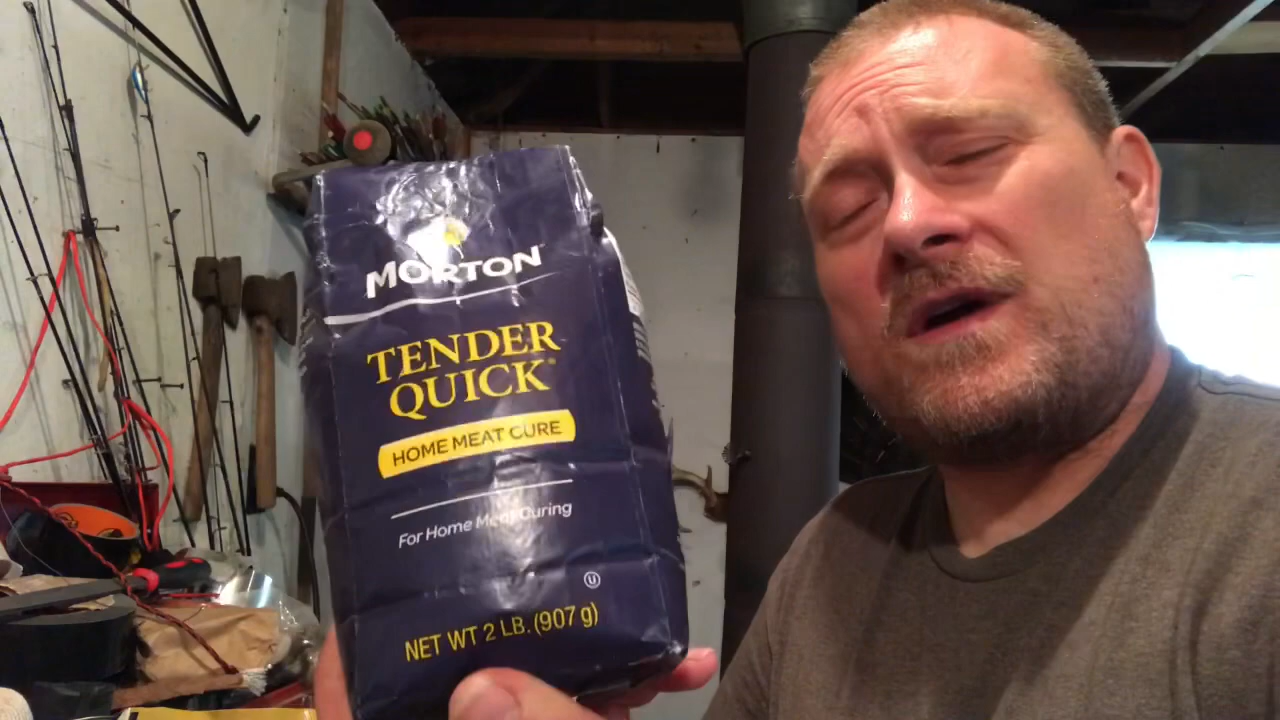 MORTON
TENDER
QUICK®
HOME MEAT CURE
For Home Meat Curing
U
NET WT 2 LB. (907 g)